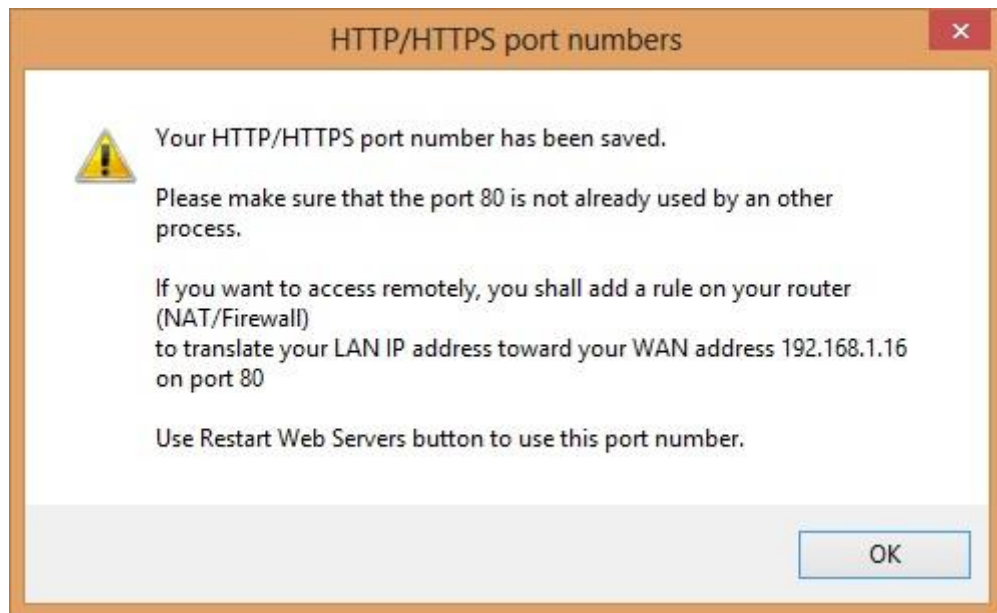 HTTP/HTTPS port numbers
Your HTTP/HTTPS port number has been saved.
Please make sure that the port 80 is not already used by an other
process.
If you want to access remotely, you shall add a rule on your router
(NAT/Firewall)
to translate your LAN IP address toward your WAN address 192.168.1.16
on port 80
Use Restart Web Servers button to use this port number.
OK